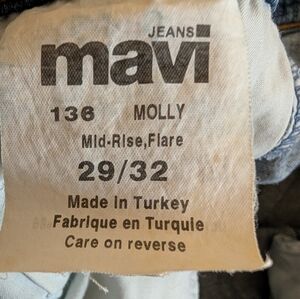 JEANS
mavi
136 MOLLY
Mid-Rise,Flare
29/32
Made in Turkey
Fabrique en Turquie
Care on reverse